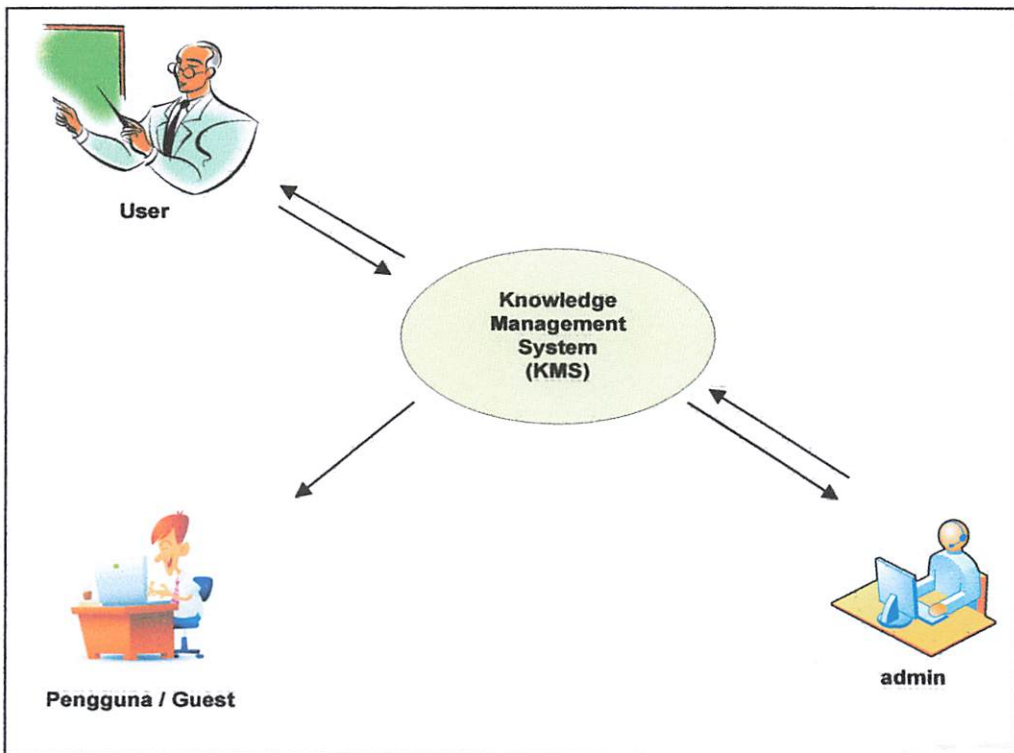 User
Knowledge
Management
System
(KMS)
Pengguna / Guest
admin